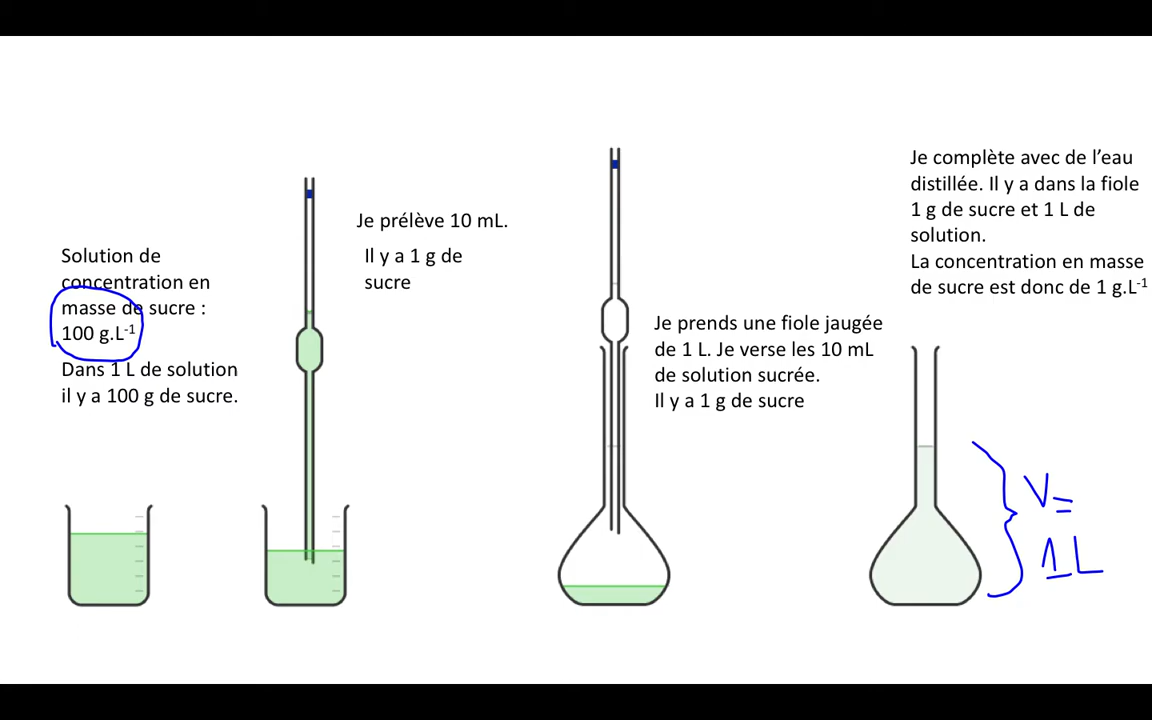 Solution de
concentration en
masse de sucre :
100 g.L⁻¹
Dans 1 L de solution
il y a 100 g de sucre.
Je prélève 10 mL.
Il y a 1 g de
sucre
Je prends une fiole jaugée
de 1 L. Je verse les 10 mL
de solution sucrée.
Il y a 1 g de sucre
Je complète avec de l’eau
distillée. Il y a dans la fiole
1 g de sucre et 1 L de
solution.
La concentration en masse
de sucre est donc de 1 g.L⁻¹
V=
1 L